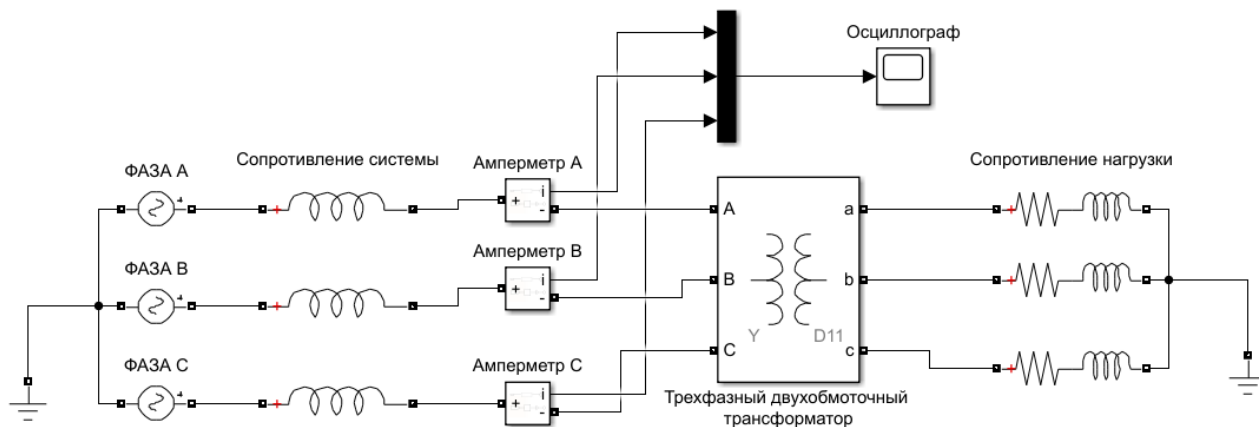 Осциллограф
Сопротивление системы
Амперметр A
Сопротивление нагрузки
ФАЗА A
i
+
-
A
a
Амперметр B
ФАЗА B
i
+
-
B
b
Y
D11
ФАЗА C
Амперметр C
i
+
-
C
c
Трехфазный двухобмоточный
трансформатор